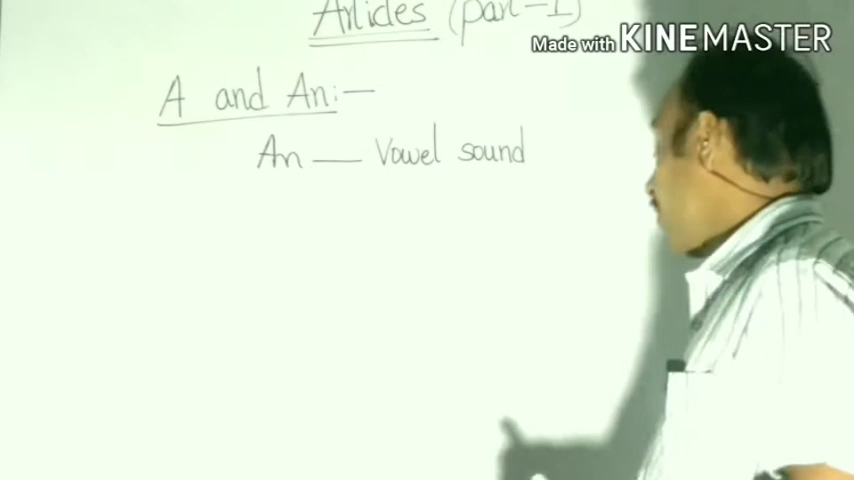 Articles (part-I)
Made with KINEMASTER
A and An:-
An — Vowel sound